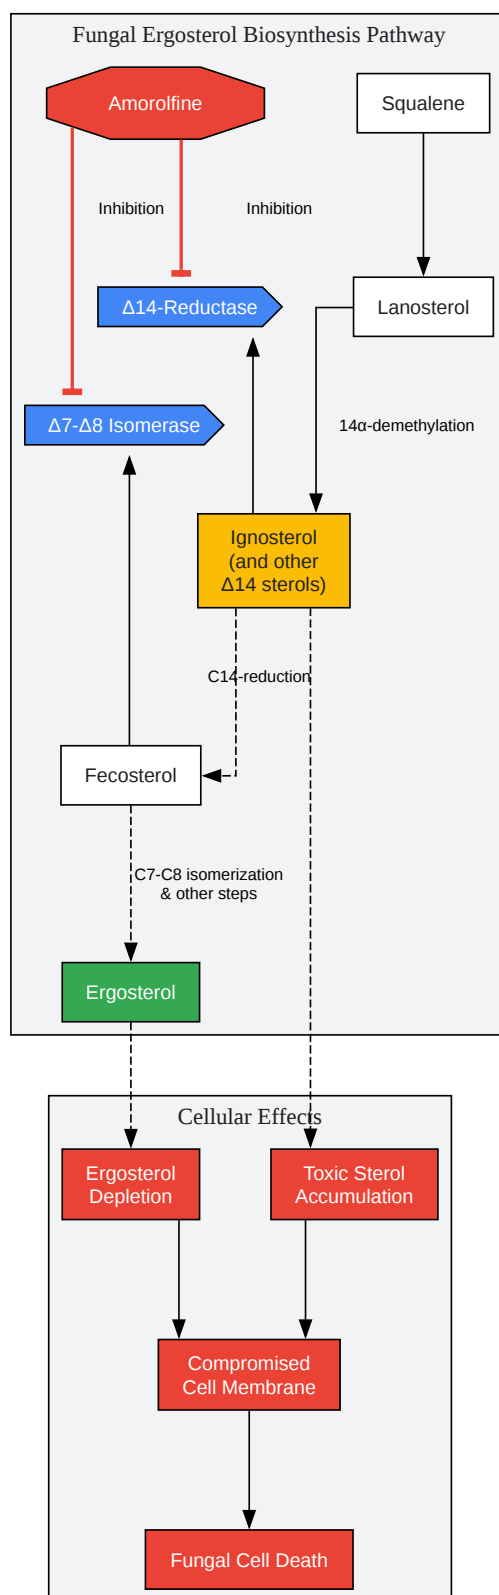 Fungal Ergosterol Biosynthesis Pathway
Amorolfine
Squalene
Inhibition
Inhibition
Δ14-Reductase
Lanosterol
Δ7-Δ8 Isomerase
14α-demethylation
Ignosterol
(and other
Δ14 sterols)
C14-reduction
Fecosterol
C7-C8 isomerization
& other steps
Ergosterol
Cellular Effects
Ergosterol
Depletion
Toxic Sterol
Accumulation
Compromised
Cell Membrane
Fungal Cell Death